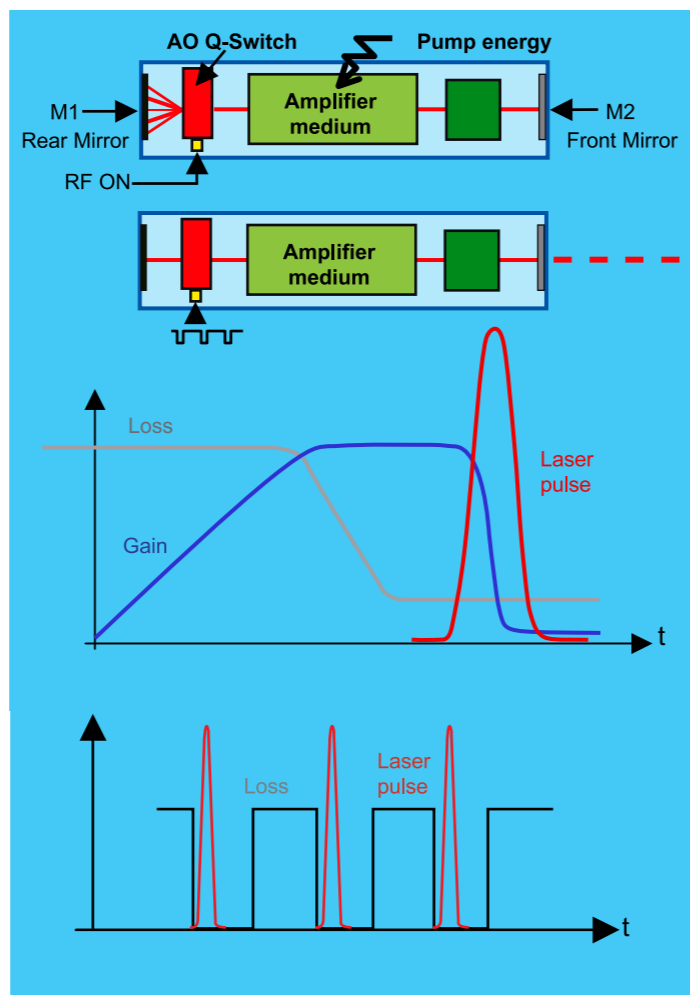 AO Q-Switch
Pump energy
M1
Rear Mirror
Amplifier
medium
M2
Front Mirror
RF ON
Amplifier
medium
Loss
Gain
Laser
pulse
t
Loss
Laser
pulse
t